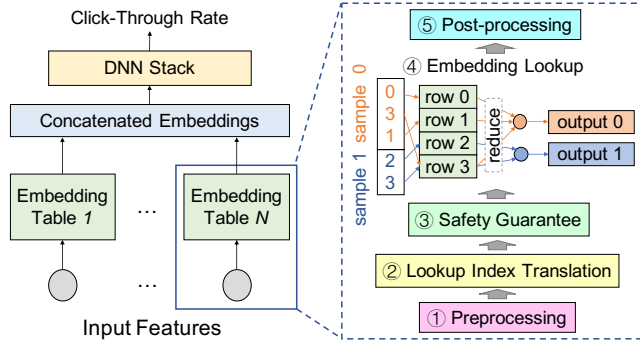 Click-Through Rate
DNN Stack
Concatenated Embeddings
Embedding
Table 1
...
Embedding
Table N
...
Input Features
⑤ Post-processing
④ Embedding Lookup
sample 0
0
3
1
sample 1
2
3
row 0
row 1
row 2
row 3
reduce
output 0
output 1
③ Safety Guarantee
② Lookup Index Translation
① Preprocessing